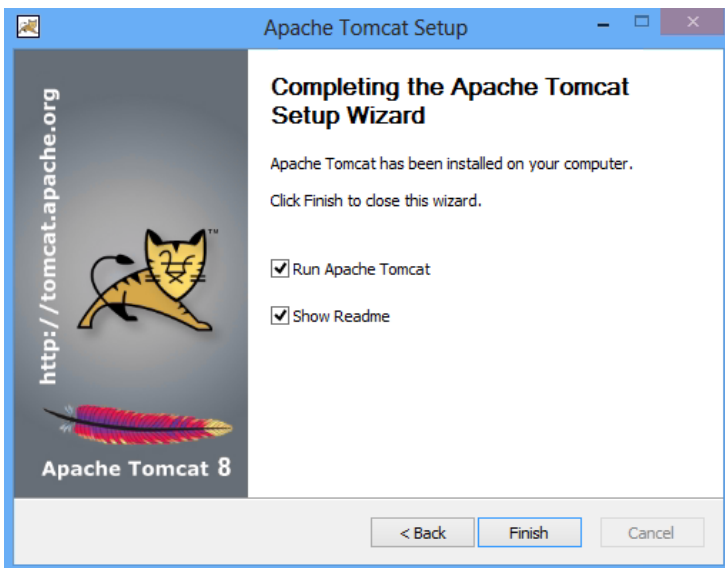 Apache Tomcat Setup
http://tomcat.apache.org
TM
Apache Tomcat 8
Completing the Apache Tomcat
Setup Wizard
Apache Tomcat has been installed on your computer.
Click Finish to close this wizard.
Run Apache Tomcat
Show Readme
< Back
Finish
Cancel